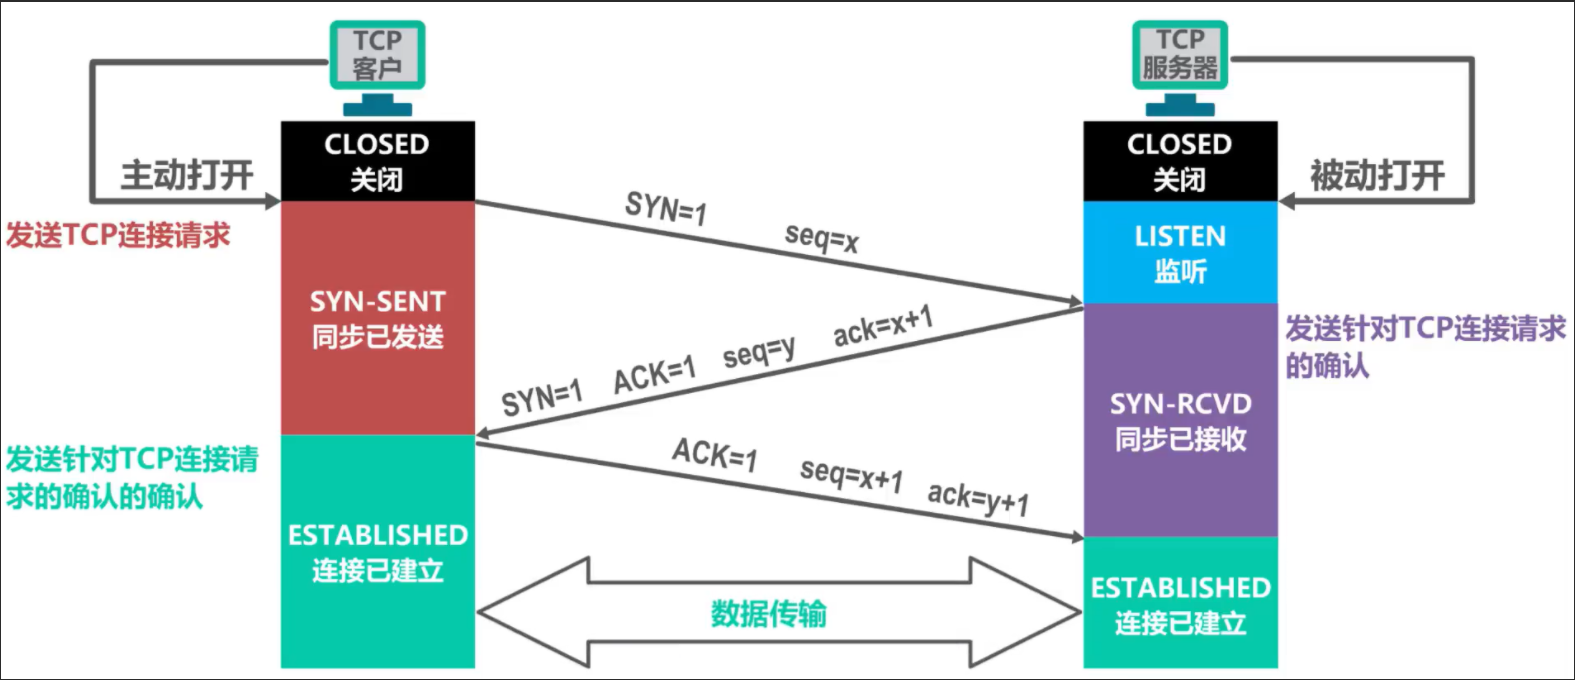 TCP
客户
TCP
服务器
CLOSED
关闭
CLOSED
关闭
主动打开
被动打开
发送TCP连接请求
SYN=1 seq=x
LISTEN
监听
SYN-SENT
同步已发送
发送针对TCP连接请求
的确认
SYN=1 ACK=1 seq=y ack=x+1
SYN-RCVD
同步已接收
发送针对TCP连接请
求的确认的确认
ACK=1 seq=x+1 ack=y+1
ESTABLISHED
连接已建立
ESTABLISHED
连接已建立
数据传输